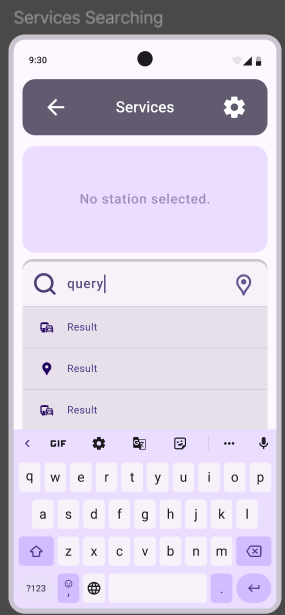 Services Searching
9:30
Services
No station selected.
query
Result
Result
Result
GIF
q w e r t y u i o p
a s d f g h j k l
z x c v b n m
?123 , .